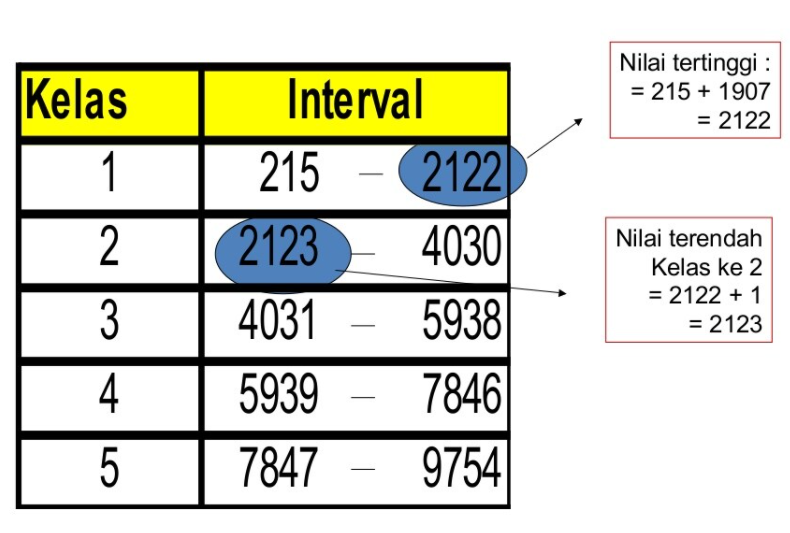 Kelas Interval
1 215 – 2122
2 2123 – 4030
3 4031 – 5938
4 5939 – 7846
5 7847 – 9754
Nilai tertinggi :
= 215 + 1907
= 2122
Nilai terendah
Kelas ke 2
= 2122 + 1
= 2123